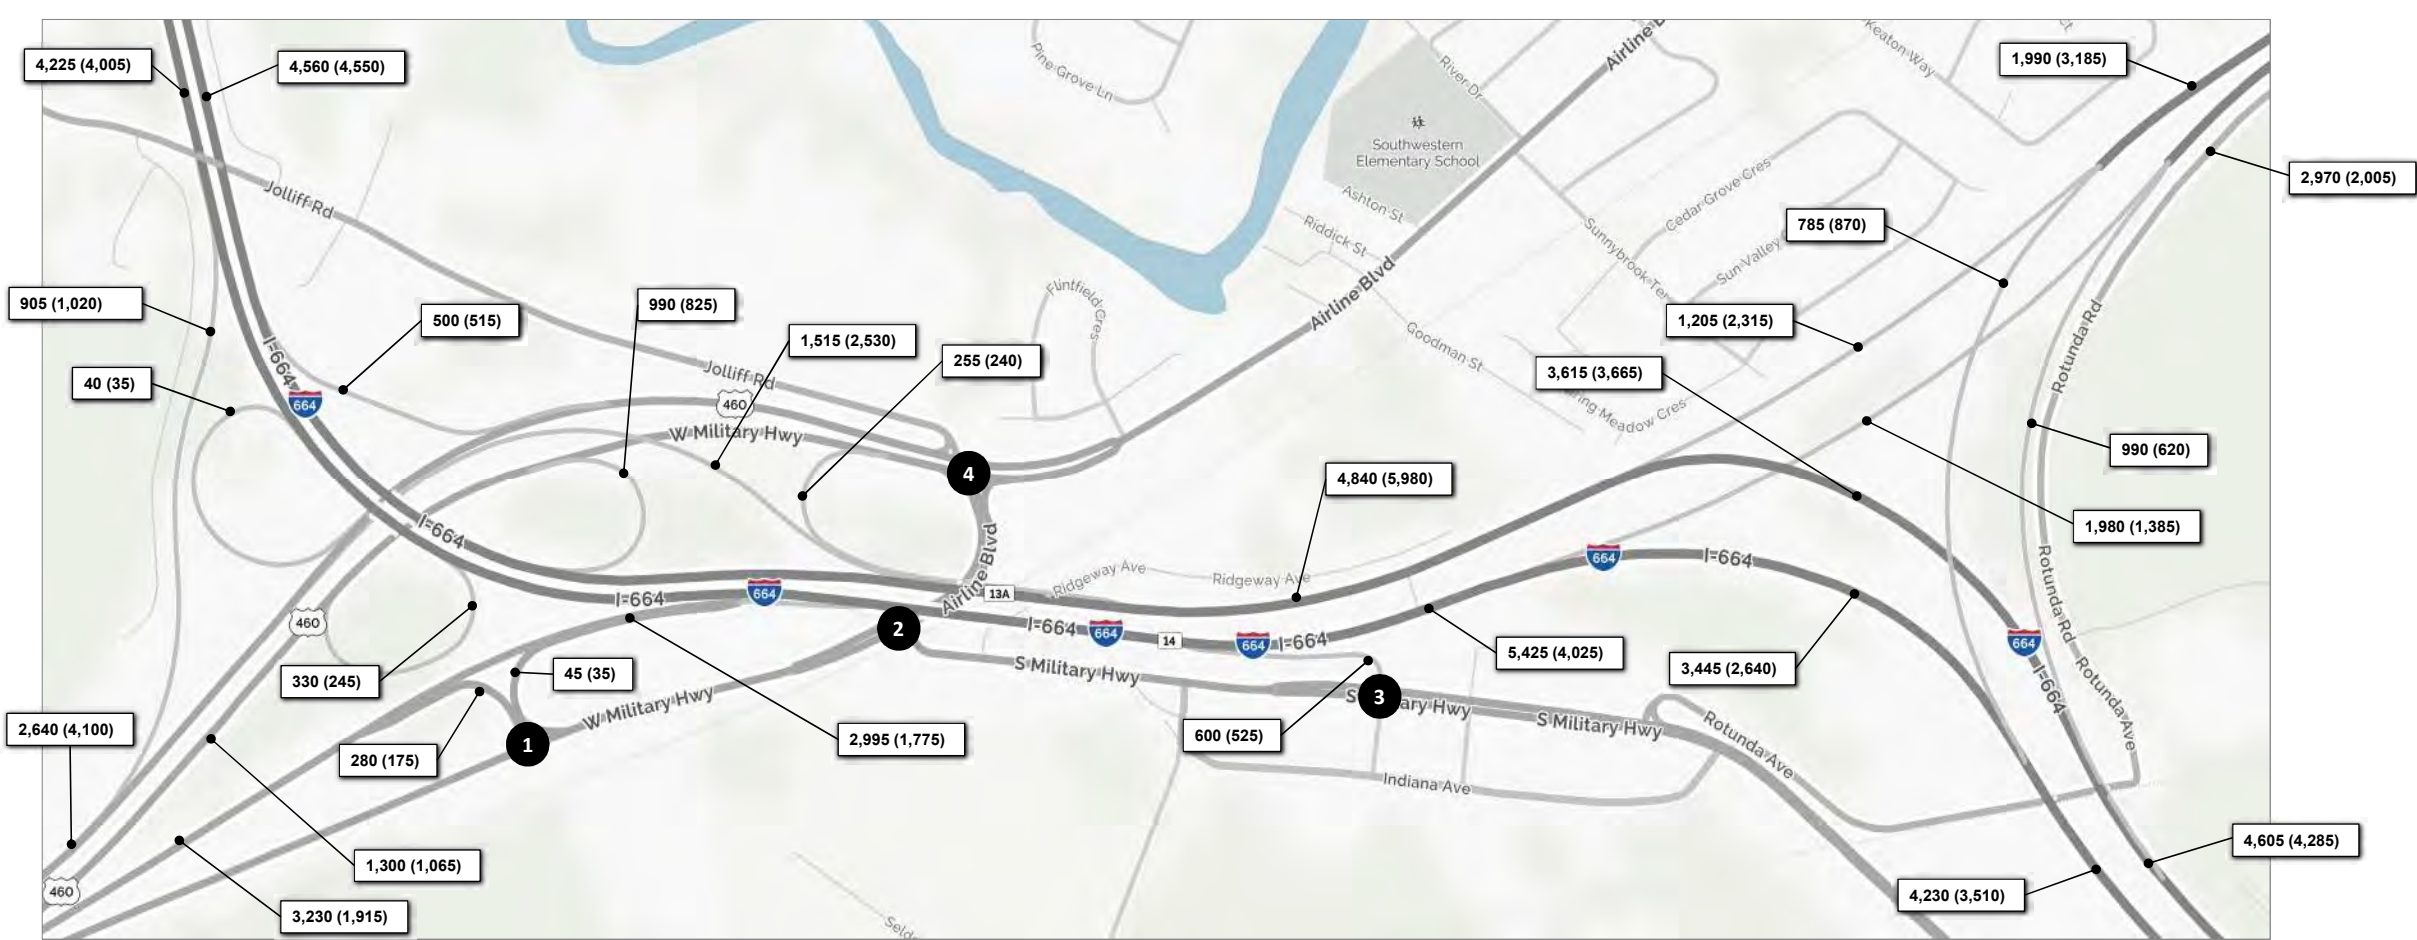 4,225 (4,005)
4,560 (4,550)
1,990 (3,185)
Pine Grove Ln
River Dr
Airline B
Keaton Way
Ct
Southwestern
Elementary School
2,970 (2,005)
Jolliff Rd
Ashton St
Riddick St
Cedar Grove Cres
785 (870)
Sunnybrook Ter
Sun Valley
905 (1,020)
500 (515)
990 (825)
1,515 (2,530)
255 (240)
Flintfield Cres
Airline Blvd
Goodman St
1,205 (2,315)
Rotunda Rd
40 (35)
I-664
664
Jolliff Rd
460
W Military Hwy
3,615 (3,665)
ring Meadow Cres
990 (620)
4
4,840 (5,980)
1,980 (1,385)
I-664
Airline Blvd
Ridgeway Ave
Ridgeway Ave
664
I-664
Rotunda Rd
460
I-664
664
Airline Blvd
13A
2
I-664
664
14
664
I-664
5,425 (4,025)
3,445 (2,640)
664
I-664
Rotunda Ave
330 (245)
45 (35)
S Military Hwy
600 (525)
3
S
ary Hwy
S Military Hwy
Rotunda Ave
2,640 (4,100)
280 (175)
1
W Military Hwy
2,995 (1,775)
Indiana Ave
1,300 (1,065)
460
3,230 (1,915)
Seld
4,605 (4,285)
4,230 (3,510)